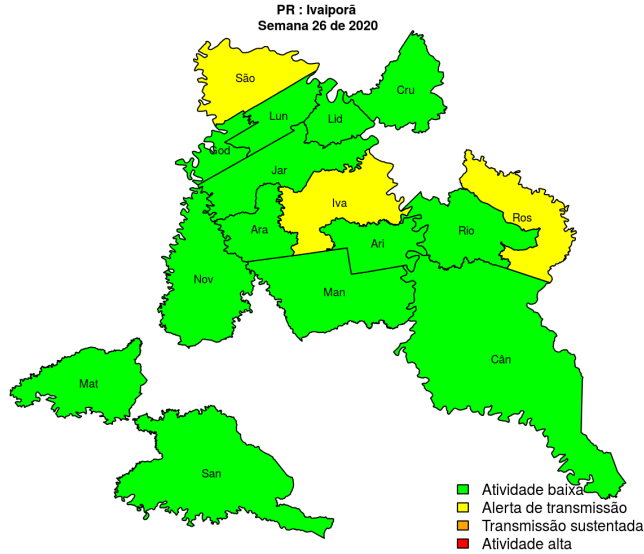 PR : Ivaiporã
Semana 26 de 2020
São
Cru
Lun
Lid
God
Jar
Iva
Ros
Nov
Ara
Ari
Rio
Man
Cân
Mat
San
Atividade baixa
Alerta de transmissão
Transmissão sustentada
Atividade alta